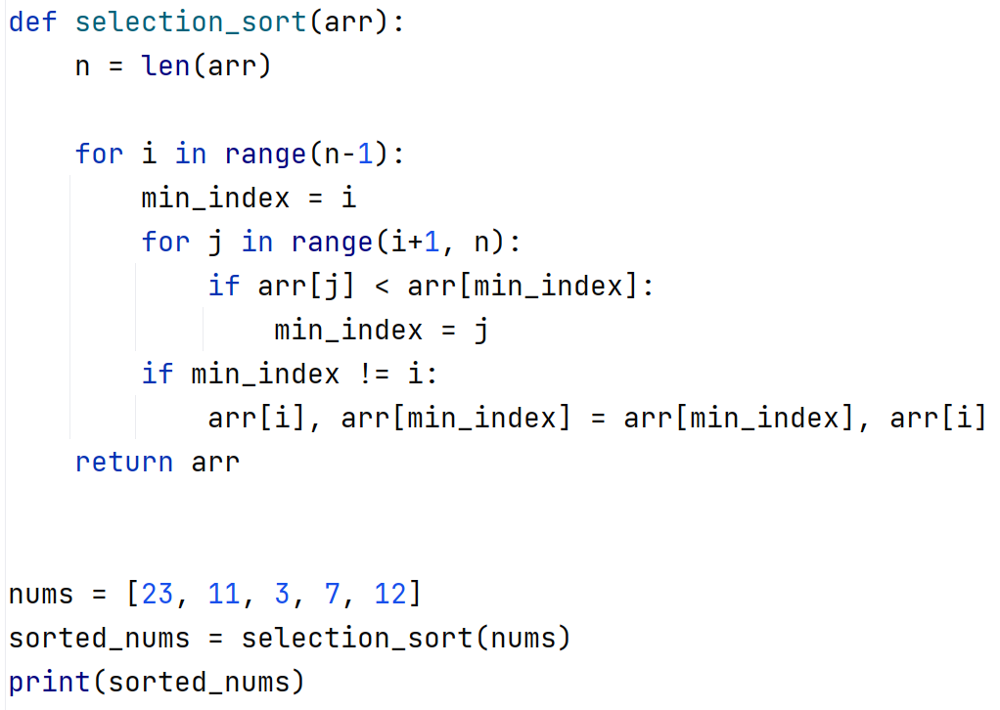 def selection_sort(arr):
    n = len(arr)

    for i in range(n-1):
        min_index = i
        for j in range(i+1, n):
            if arr[j] < arr[min_index]:
                min_index = j
        if min_index != i:
            arr[i], arr[min_index] = arr[min_index], arr[i]
    return arr


nums = [23, 11, 3, 7, 12]
sorted_nums = selection_sort(nums)
print(sorted_nums)